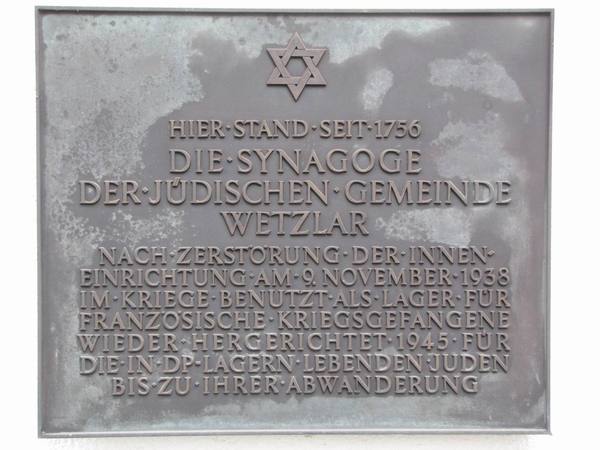 HIER·STAND·SEIT·1756
DIE·SYNAGOGE
DER·JÜDISCHEN·GEMEINDE
WETZLAR
NACH·ZERSTÖRUNG·DER·INNEN-
EINRICHTUNG·AM·9.NOVEMBER·1938
IM·KRIEGE·BENUTZT·ALS·LAGER·FÜR
FRANZÖSISCHE·KRIEGSGEFANGENE
WIEDER·HERGERICHTET·1945·FÜR
DIE·IN·DP-LAGERN·LEBENDEN·JUDEN
BIS·ZU·IHRER·ABWANDERUNG